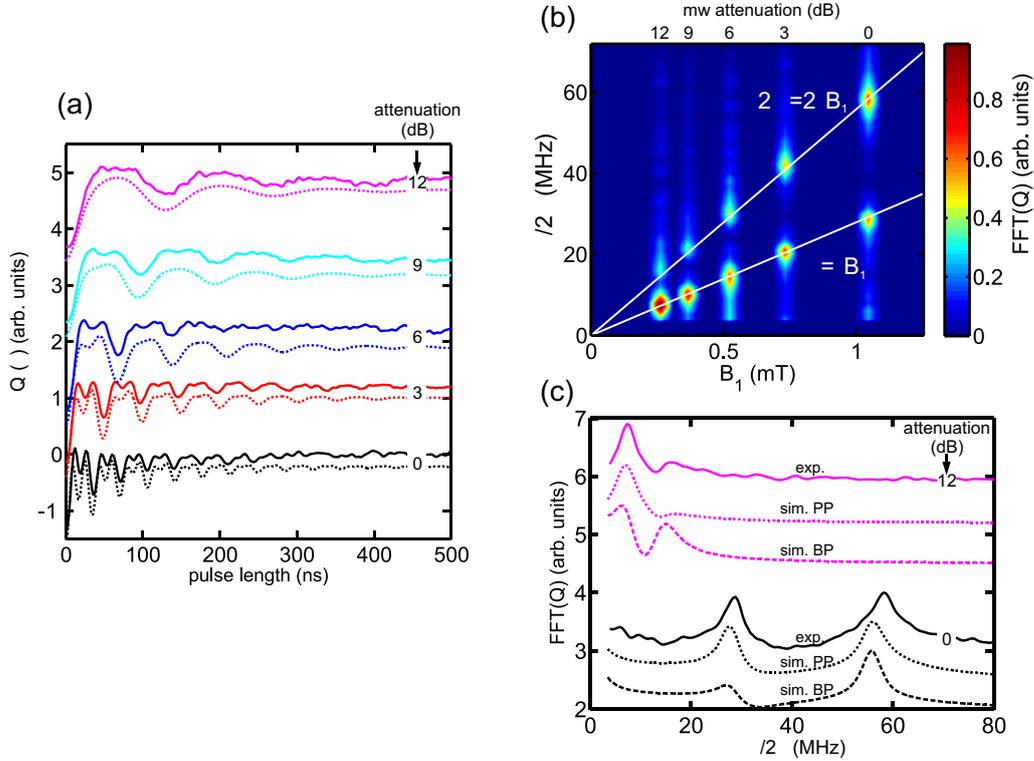 (a)
attenuation
(dB)
12
9
6
3
0
5
4
3
2
1
0
-1
Q ( ) (arb. units)
0 100 200 300 400 500
pulse length (ns)
(b)
mw attenuation (dB)
12 9 6 3 0
60
40
20
0
/2 (MHz)
2 =2 B1
= B1
0 0.5 1
B1 (mT)
0.8
0.6
0.4
0.2
0
FFT(Q) (arb. units)
(c)
7
6
5
4
3
2
FFT(Q) (arb. units)
attenuation
(dB)
exp.
12
sim. PP
sim. BP
exp.
0
sim. PP
sim. BP
0 20 40 60 80
/2 (MHz)